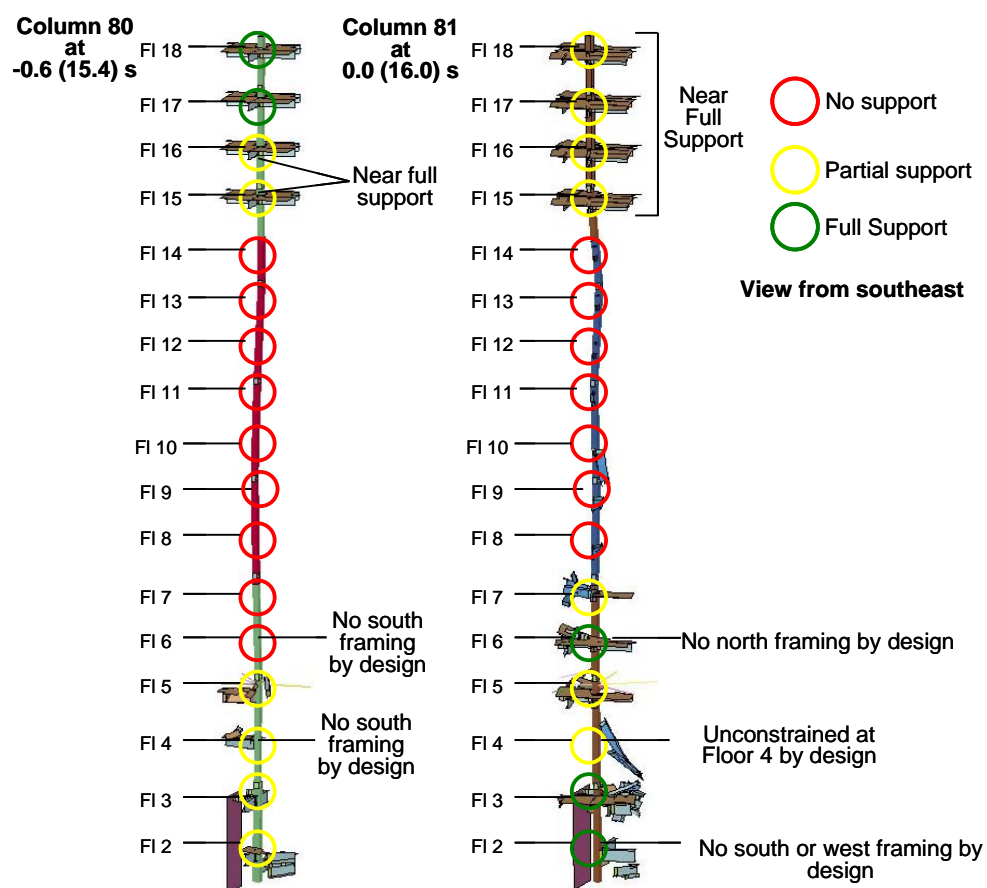 Column 80
at
-0.6 (15.4) s
Fl 18
Fl 17
Fl 16
Fl 15
Fl 14
Fl 13
Fl 12
Fl 11
Fl 10
Fl 9
Fl 8
Fl 7
Fl 6
Fl 5
Fl 4
Fl 3
Fl 2
Near full
support
No south
framing
by design
No south
framing
by design
Column 81
at
0.0 (16.0) s
Fl 18
Fl 17
Fl 16
Fl 15
Fl 14
Fl 13
Fl 12
Fl 11
Fl 10
Fl 9
Fl 8
Fl 7
Fl 6
Fl 5
Fl 4
Fl 3
Fl 2
Near
Full
Support
No north framing by design
Unconstrained at
Floor 4 by design
No south or west framing by
design
No support
Partial support
Full Support
View from southeast